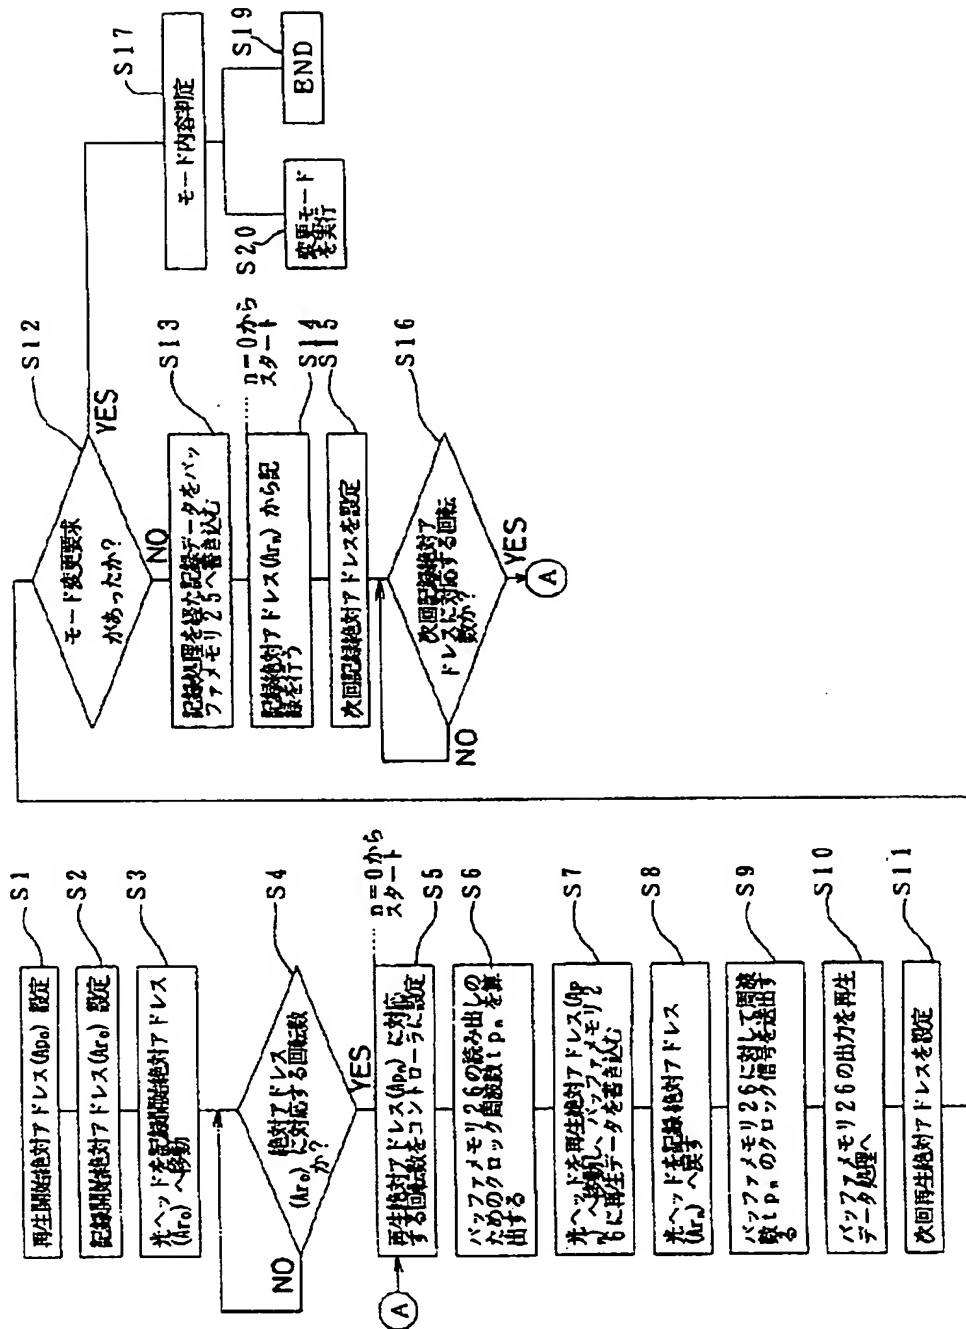 S1
再生開始絶対アドレス(Ap₀) 設定
S2
記録開始絶対アドレス(Ar₀) 設定
S3
光ヘッドを記録開始絶対アドレス
(Ar₀) へ移動
S4
絶対アドレス
(Ar₀) に対応する回転数
か?
NO
YES
n=0から
スタート
A
S5
再生絶対アドレス(Apₙ) に対応
する回転数をコントローラに設定
S6
バッファメモリ26の読み出しの
ためのクロック周波数tpₙ を算
出する
S7
光ヘッドを再生絶対アドレス(Ap
ₙ) へ移動し、バッファメモリ2
6に再生データを書き込む
S8
光ヘッドを記録絶対アドレス
(Arₙ) へ戻す
S9
バッファメモリ26に対して周波
数tpₙ のクロック信号を送出す
る
S10
バッファメモリ26の出力を再生
データ処理へ
S11
次回再生絶対アドレスを設定
S12
モード変更要求
があったか?
YES
NO
S13
記録処理を経た記録データをバッ
ファメモリ25へ書き込む
n=0から
スタート
S14
記録絶対アドレス(Arₙ) から記
録を行う
S15
次回記録絶対アドレスを設定
S16
次回記録絶対ア
ドレスに対応する回転
数か?
NO
YES
A
S17
モード内容判定
S19
END
S20
変更モード
を実行